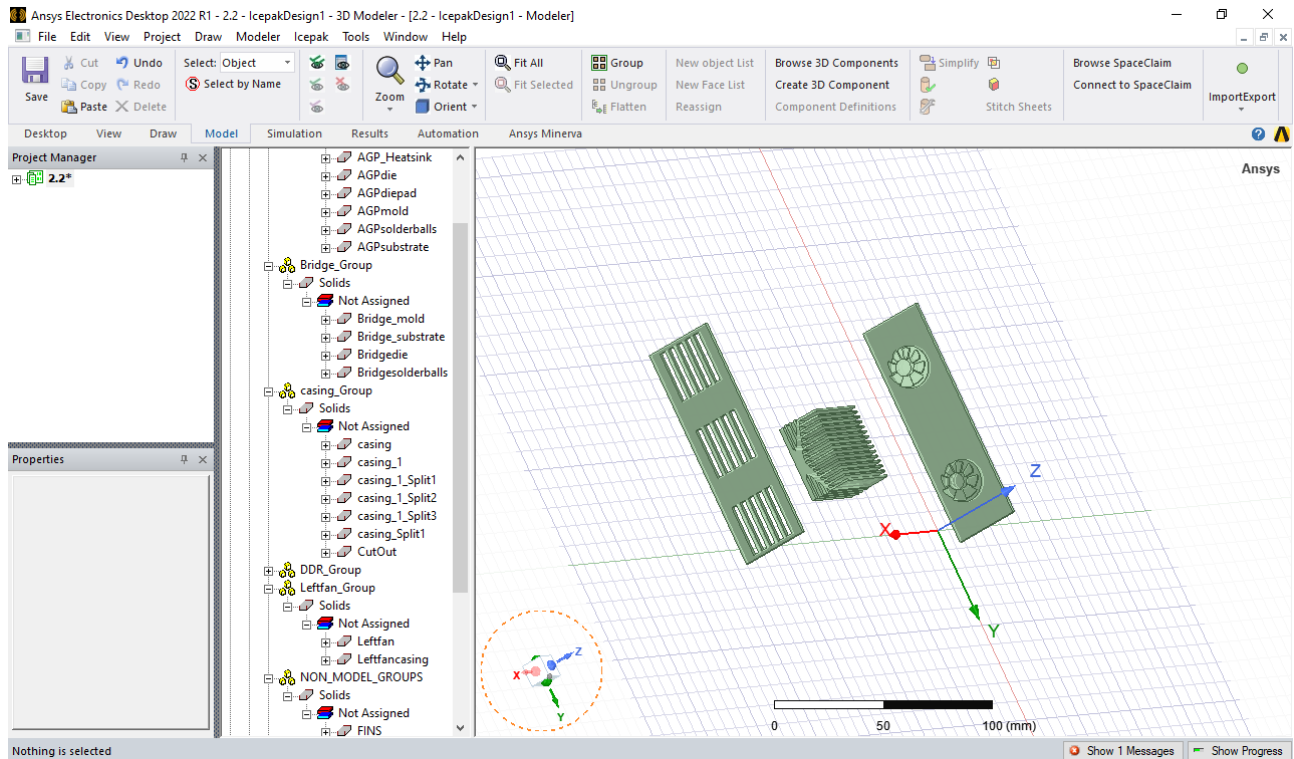 Ansys Electronics Desktop 2022 R1 - 2.2 - IcepakDesign1 - 3D Modeler - [2.2 - IcepakDesign1 - Modeler]
File Edit View Project Draw Modeler Icepak Tools Window Help
Save
Cut
Copy
Paste
Undo
Redo
Delete
Select: Object
Select by Name
Zoom
Pan
Rotate
Orient
Fit All
Fit Selected
Group
Ungroup
Flatten
New object List
New Face List
Reassign
Browse 3D Components
Create 3D Component
Component Definitions
Simplify
Stitch Sheets
Browse SpaceClaim
Connect to SpaceClaim
ImportExport
Desktop View Draw Model Simulation Results Automation Ansys Minerva
Project Manager
2.2*
Properties
AGP_Heatsink
AGPdie
AGPdiepad
AGPmold
AGPsolderballs
AGPsubstrate
Bridge_Group
Solids
Not Assigned
Bridge_mold
Bridge_substrate
Bridgedie
Bridgesolderballs
casing_Group
Solids
Not Assigned
casing
casing_1
casing_1_Split1
casing_1_Split2
casing_1_Split3
casing_Split1
CutOut
DDR_Group
Leftfan_Group
Solids
Not Assigned
Leftfan
Leftfancasing
NON_MODEL_GROUPS
Solids
Not Assigned
FINS
Ansys
Z
X
Y
Z
X
Y
0 50 100 (mm)
Nothing is selected
Show 1 Messages
Show Progress